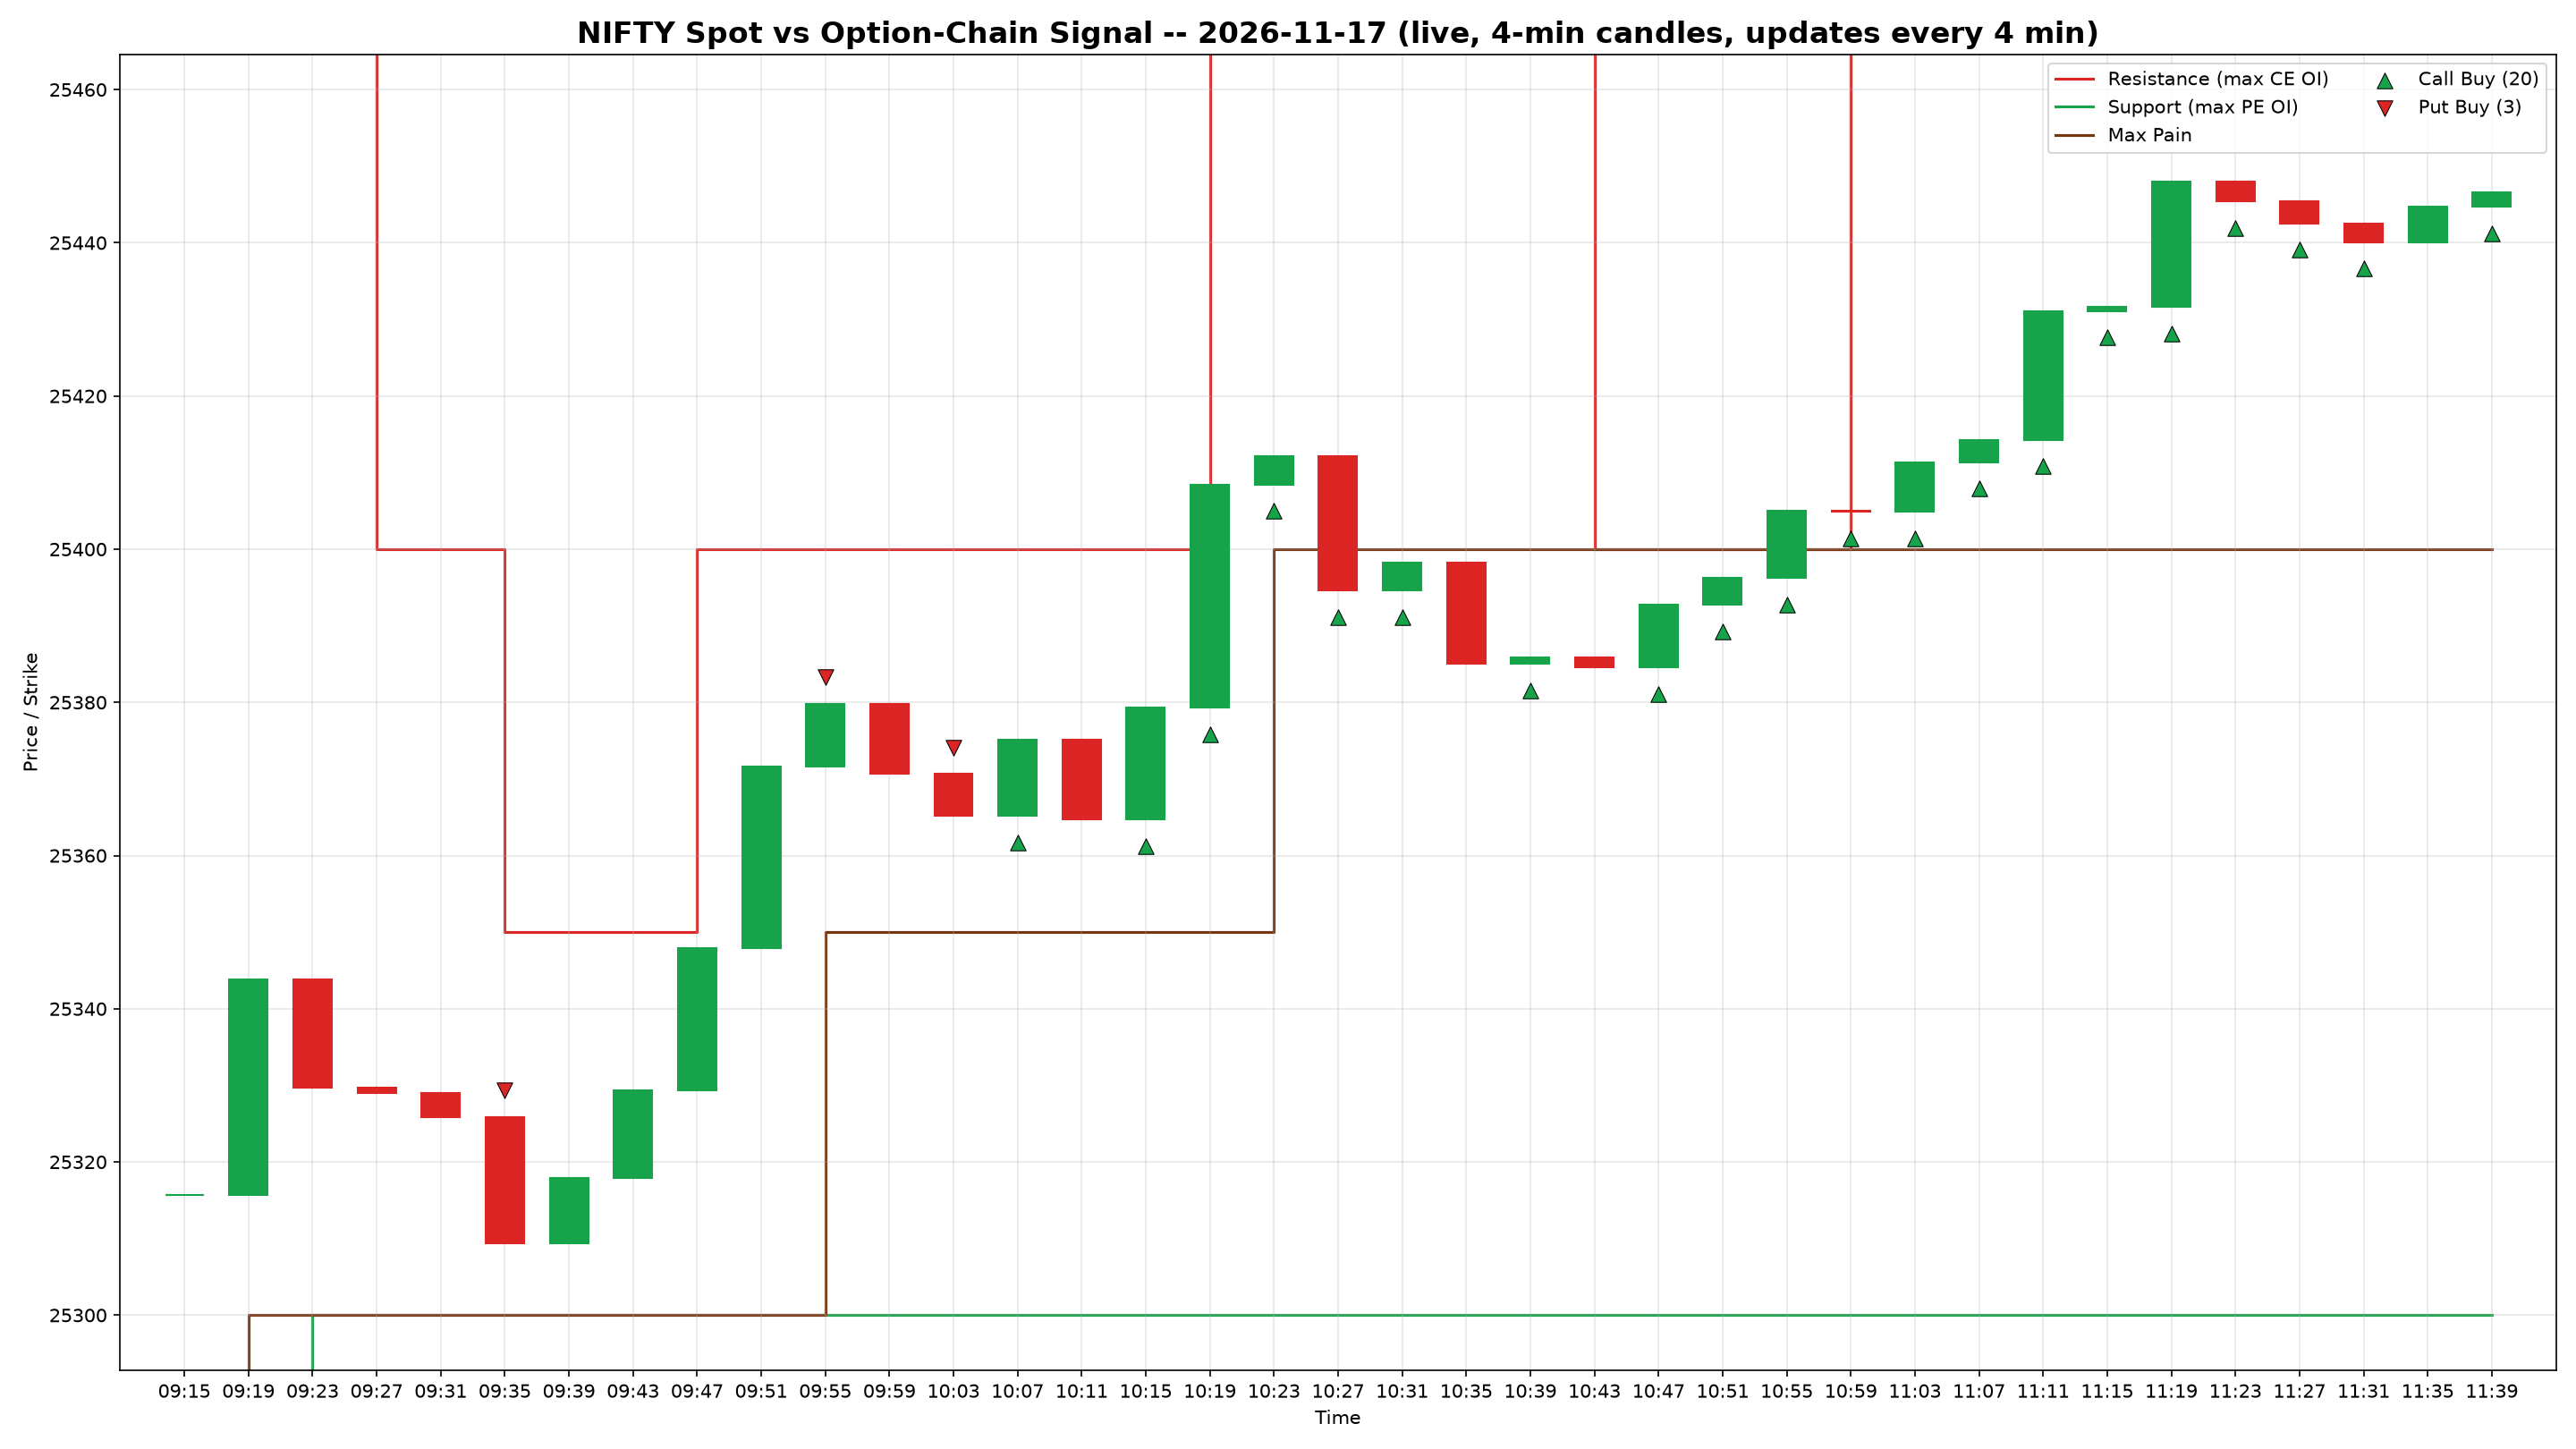 NIFTY Spot vs Option-Chain Signal -- 2026-11-17 (live, 4-min candles, updates every 4 min)
Resistance (max CE OI)
Support (max PE OI)
Max Pain
Call Buy (20)
Put Buy (3)
Price / Strike
25460
25440
25420
25400
25380
25360
25340
25320
25300
09:15 09:19 09:23 09:27 09:31 09:35 09:39 09:43 09:47 09:51 09:55 09:59 10:03 10:07 10:11 10:15 10:19 10:23 10:27 10:31 10:35 10:39 10:43 10:47 10:51 10:55 10:59 11:03 11:07 11:11 11:15 11:19 11:23 11:27 11:31 11:35 11:39
Time